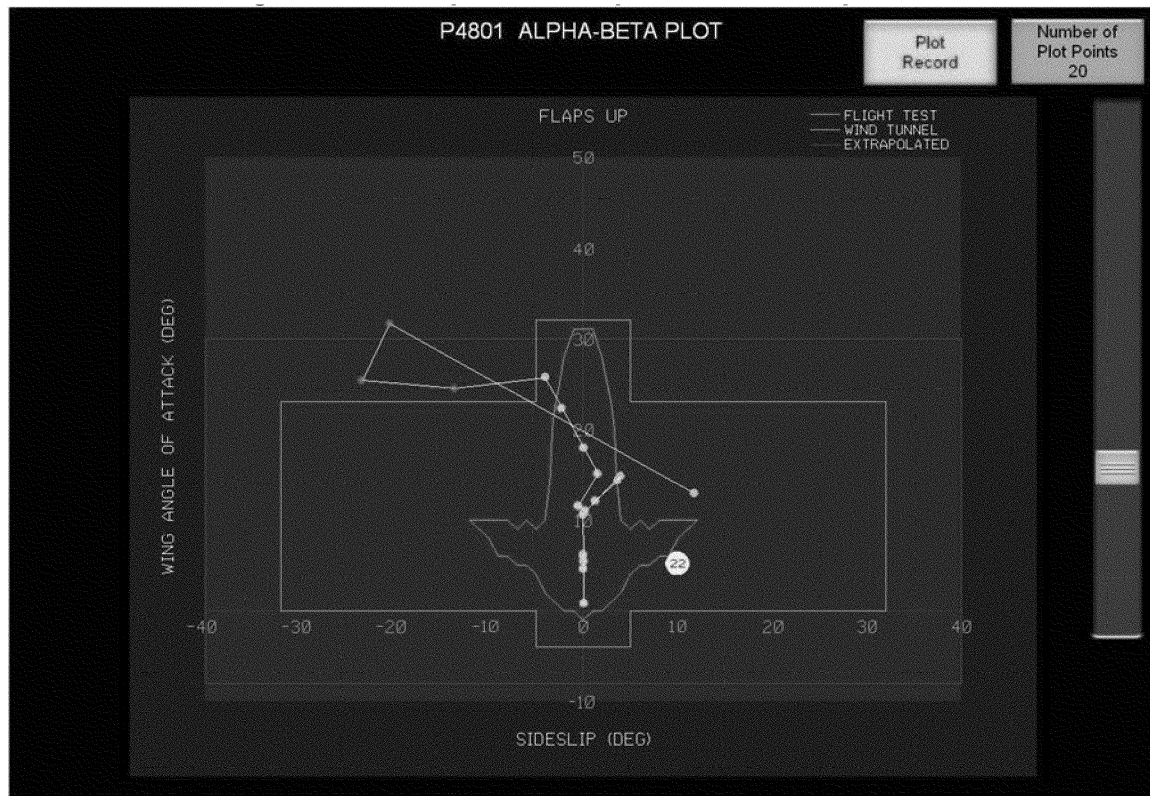 P4801 ALPHA-BETA PLOT
Plot
Record
Number of
Plot Points
20
FLAPS UP
FLIGHT TEST
WIND TUNNEL
EXTRAPOLATED
50
40
30
20
10
22
-40 -30 -20 -10 0 10 20 30 40
-10
WING ANGLE OF ATTACK (DEG)
SIDESLIP (DEG)